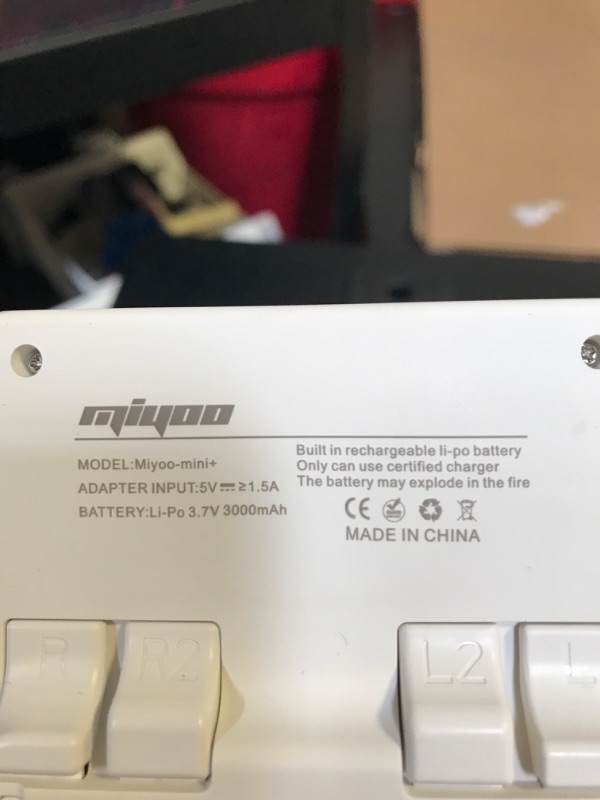 miyoo
MODEL:Miyoo-mini+
ADAPTER INPUT:5V⎓≥1.5A
BATTERY:Li-Po 3.7V 3000mAh
Built in rechargeable li-po battery
Only can use certified charger
The battery may explode in the fire
CE
MADE IN CHINA
R2
L2
L